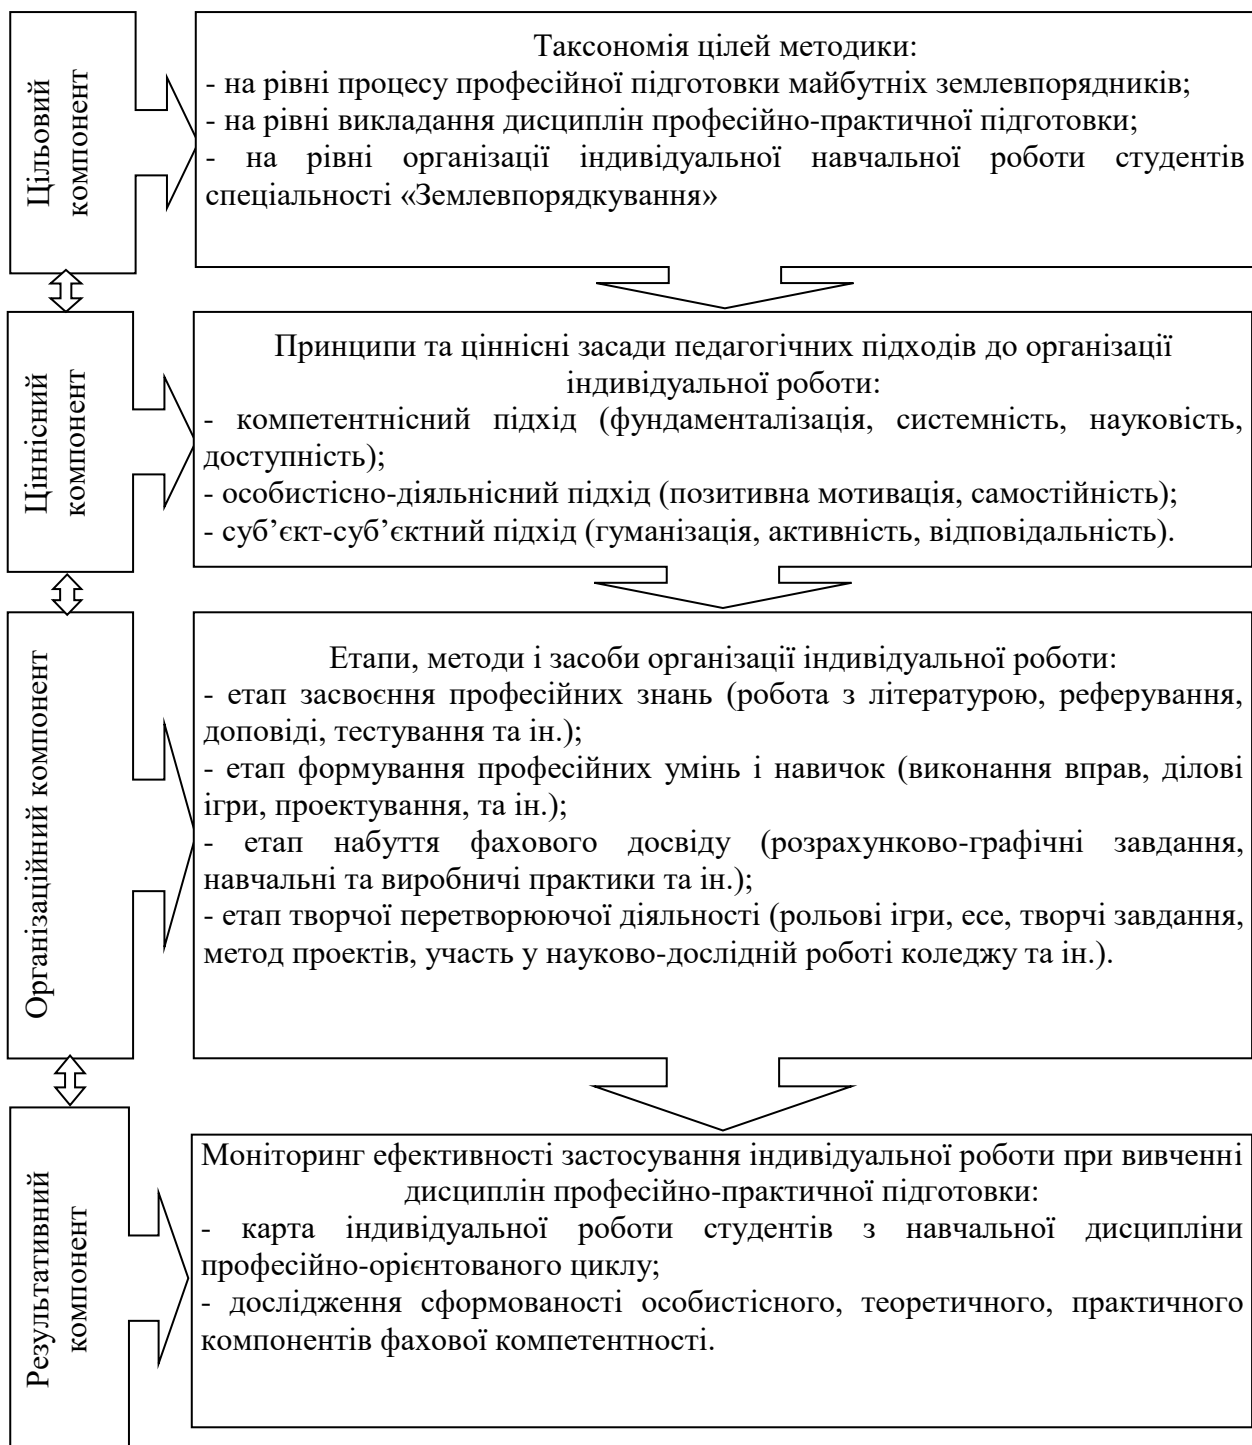 Цільовий
компонент
Таксономія цілей методики:
- на рівні процесу професійної підготовки майбутніх землевпорядників;
- на рівні викладання дисциплін професійно-практичної підготовки;
- на рівні організації індивідуальної навчальної роботи студентів
спеціальності «Землевпорядкування»
Ціннісний
компонент
Принципи та ціннісні засади педагогічних підходів до організації
індивідуальної роботи:
- компетентнісний підхід (фундаменталізація, системність, науковість,
доступність);
- особистісно-діяльнісний підхід (позитивна мотивація, самостійність);
- суб’єкт-суб’єктний підхід (гуманізація, активність, відповідальність).
Організаційний компонент
Етапи, методи і засоби організації індивідуальної роботи:
- етап засвоєння професійних знань (робота з літературою, реферування,
доповіді, тестування та ін.);
- етап формування професійних умінь і навичок (виконання вправ, ділові
ігри, проектування, та ін.);
- етап набуття фахового досвіду (розрахунково-графічні завдання,
навчальні та виробничі практики та ін.);
- етап творчої перетворюючої діяльності (рольові ігри, есе, творчі завдання,
метод проектів, участь у науково-дослідній роботі коледжу та ін.).
Результативний
компонент
Моніторинг ефективності застосування індивідуальної роботи при вивченні
дисциплін професійно-практичної підготовки:
- карта індивідуальної роботи студентів з навчальної дисципліни
професійно-орієнтованого циклу;
- дослідження сформованості особистісного, теоретичного, практичного
компонентів фахової компетентності.